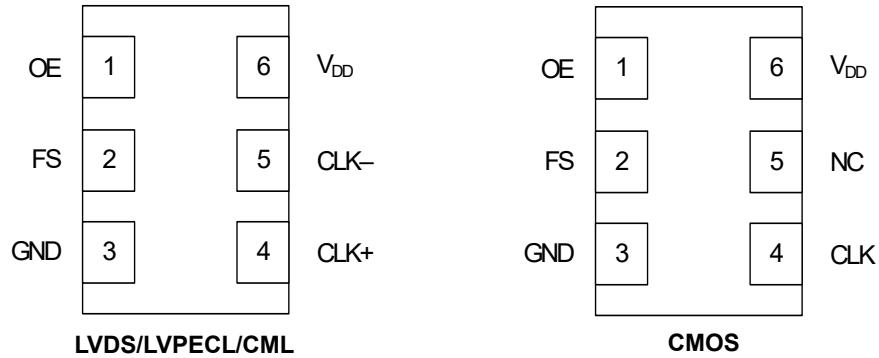 OE 1 6 VDD
FS 2 5 CLK–
GND 3 4 CLK+
LVDS/LVPECL/CML
OE 1 6 VDD
FS 2 5 NC
GND 3 4 CLK
CMOS